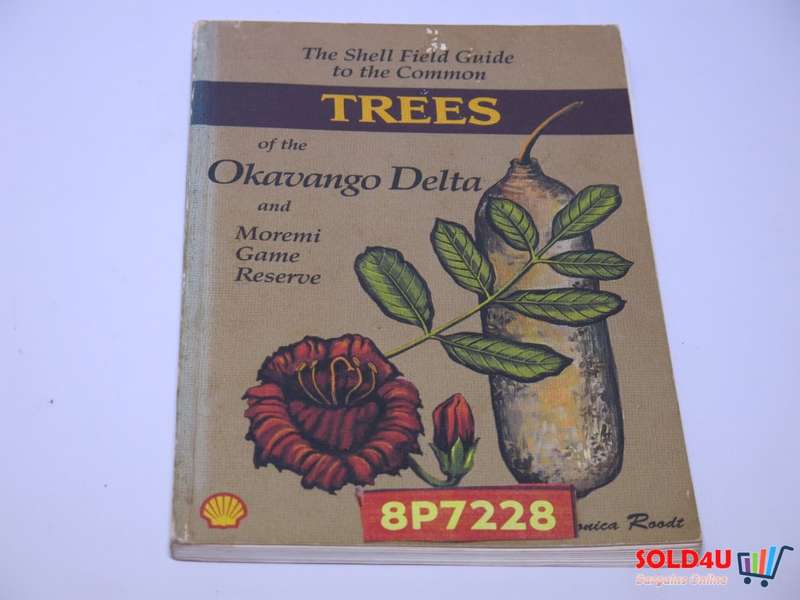 The Shell Field Guide
to the Common
TREES
of the
Okavango Delta
and
Moremi
Game
Reserve
8P7228
onica Roodt
SOLD4U
Bargains Online